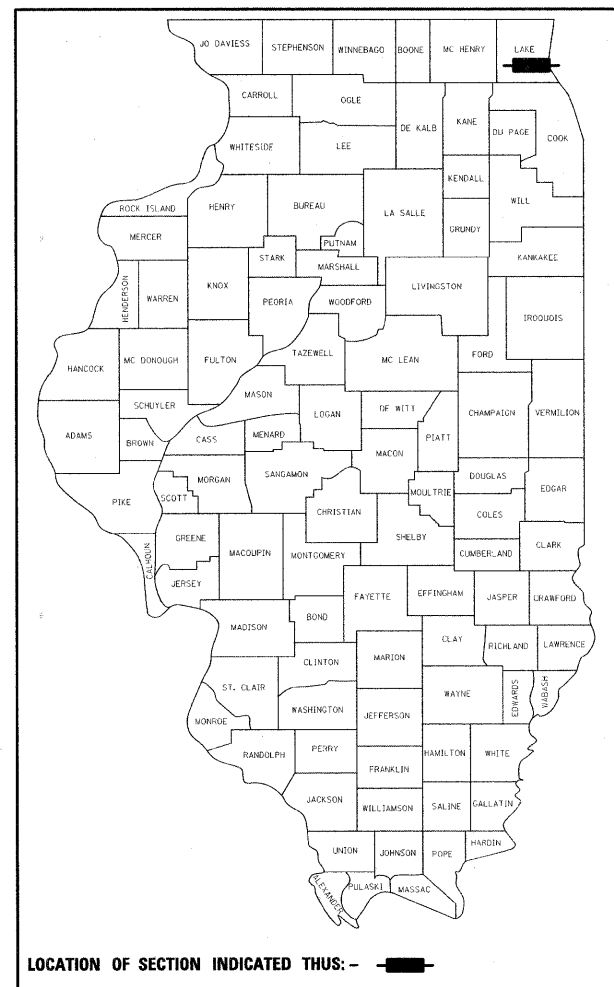 JO DAVIESS
STEPHENSON
WINNEBAGO
BOONE
MC HENRY
LAKE
CARROLL
OGLE
DE KALB
KANE
DU PAGE
COOK
WHITESIDE
LEE
KENDALL
WILL
ROCK ISLAND
HENRY
BUREAU
LA SALLE
GRUNDY
MERCER
PUTNAM
KANKAKEE
STARK
MARSHALL
HENDERSON
WARREN
KNOX
PEORIA
WOODFORD
LIVINGSTON
IROQUOIS
HANCOCK
MC DONOUGH
FULTON
TAZEWELL
MC LEAN
FORD
SCHUYLER
MASON
LOGAN
DE WITT
CHAMPAIGN
VERMILION
ADAMS
BROWN
CASS
MENARD
MACON
PIATT
PIKE
SCOTT
MORGAN
SANGAMON
CHRISTIAN
MOULTRIE
DOUGLAS
EDGAR
COLES
GREENE
CALHOUN
JERSEY
MACOUPIN
MONTGOMERY
SHELBY
CUMBERLAND
CLARK
MADISON
BOND
FAYETTE
EFFINGHAM
JASPER
CRAWFORD
CLINTON
MARION
CLAY
RICHLAND
LAWRENCE
ST. CLAIR
WASHINGTON
JEFFERSON
WAYNE
EDWARDS
WABASH
MONROE
RANDOLPH
PERRY
FRANKLIN
HAMILTON
WHITE
JACKSON
WILLIAMSON
SALINE
GALLATIN
UNION
JOHNSON
POPE
HARDIN
ALEXANDER
PULASKI
MASSAC
LOCATION OF SECTION INDICATED THUS: -